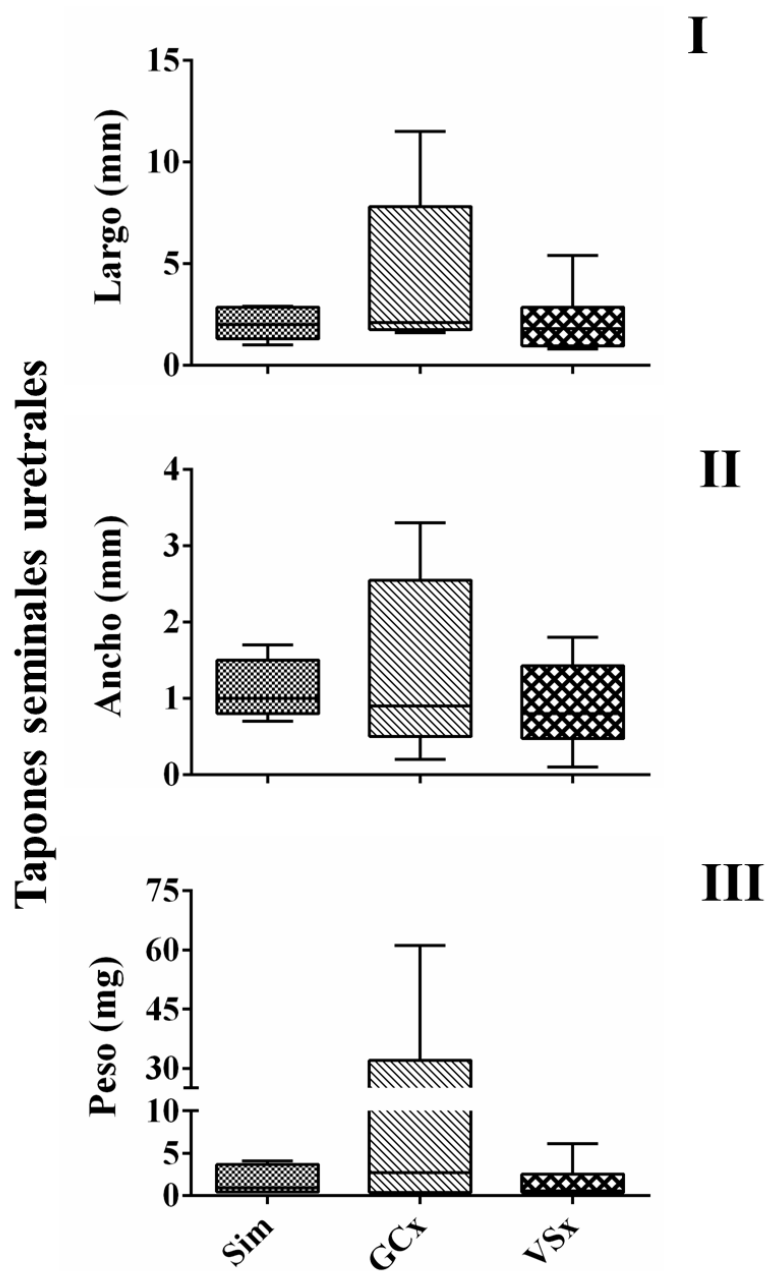 Tapones seminales uretrales
I
Largo (mm)
15
10
5
0
II
Ancho (mm)
4
3
2
1
0
III
Peso (mg)
75
60
45
30
10
5
0
Sim
GCx
VSx